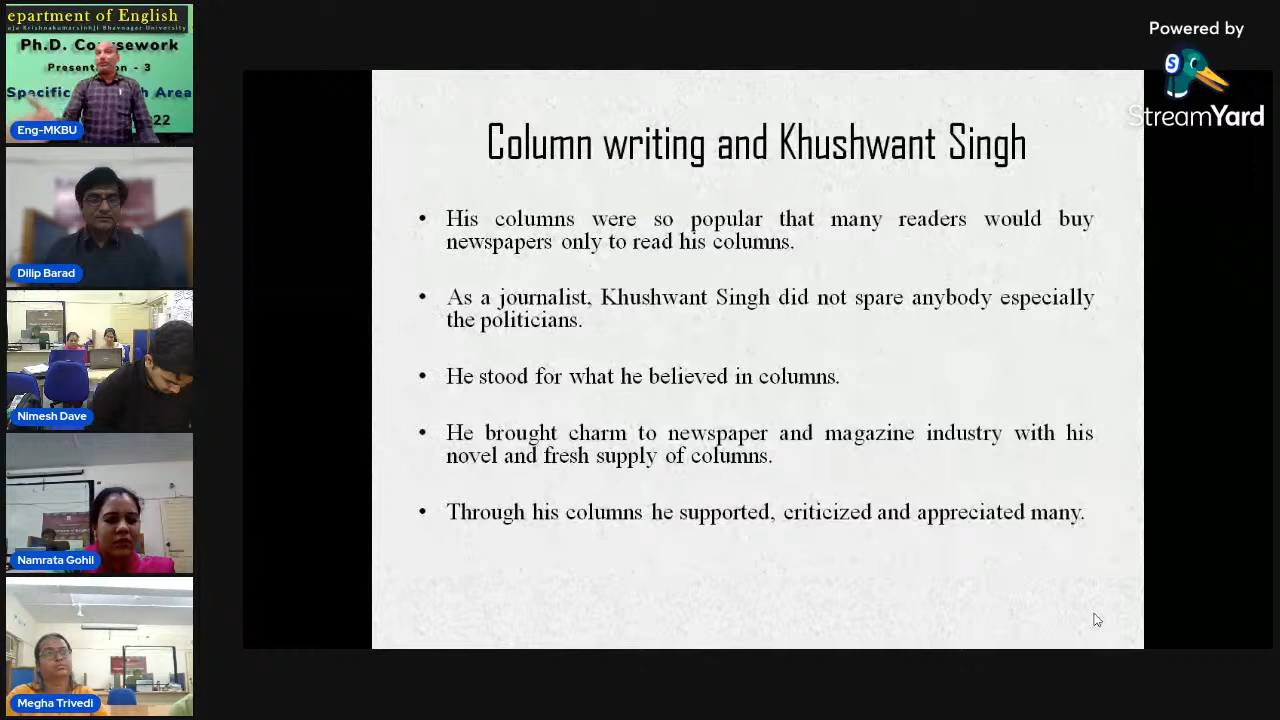 epartment of English
aja Krishnakumarsinhji Bhavnagar University
Ph.D. Coursework
Presentation - 3
Specific Area
22
Eng-MKBU
Dilip Barad
Nimesh Dave
Namrata Gohil
Megha Trivedi
Column writing and Khushwant Singh
• His columns were so popular that many readers would buy
newspapers only to read his columns.
• As a journalist, Khushwant Singh did not spare anybody especially
the politicians.
• He stood for what he believed in columns.
• He brought charm to newspaper and magazine industry with his
novel and fresh supply of columns.
• Through his columns he supported, criticized and appreciated many.
Powered by
S
StreamYard